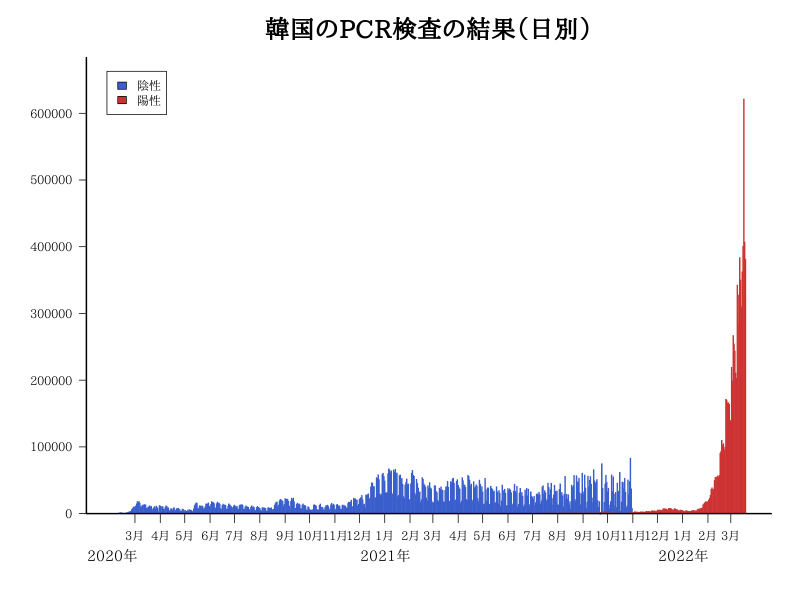 韓国のPCR検査の結果(日別)
陰性
陽性
600000
500000
400000
300000
200000
100000
0
3月 4月 5月 6月 7月 8月 9月 10月 11月 12月 1月 2月 3月 4月 5月 6月 7月 8月 9月 10月 11月 12月 1月 2月 3月
2020年 2021年 2022年